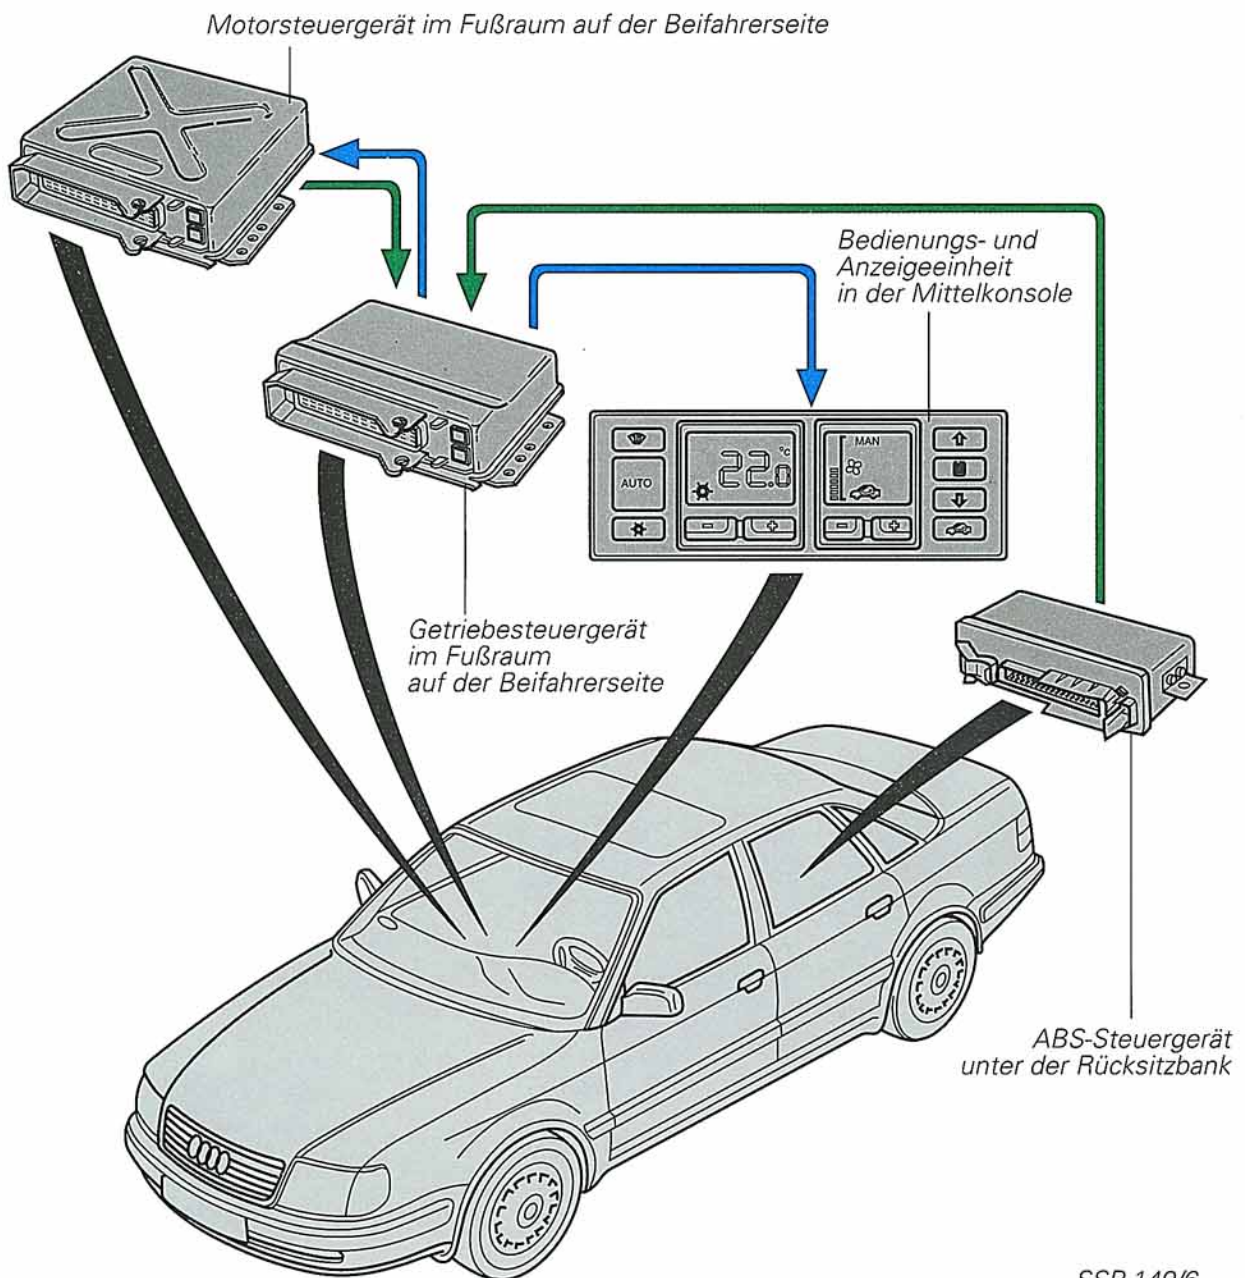 Motorsteuergerät im Fußraum auf der Beifahrerseite
Bedienungs- und
Anzeigeeinheit
in der Mittelkonsole
MAN
°C
22.0
AUTO
Getriebesteuergerät
im Fußraum
auf der Beifahrerseite
ABS-Steuergerät
unter der Rücksitzbank